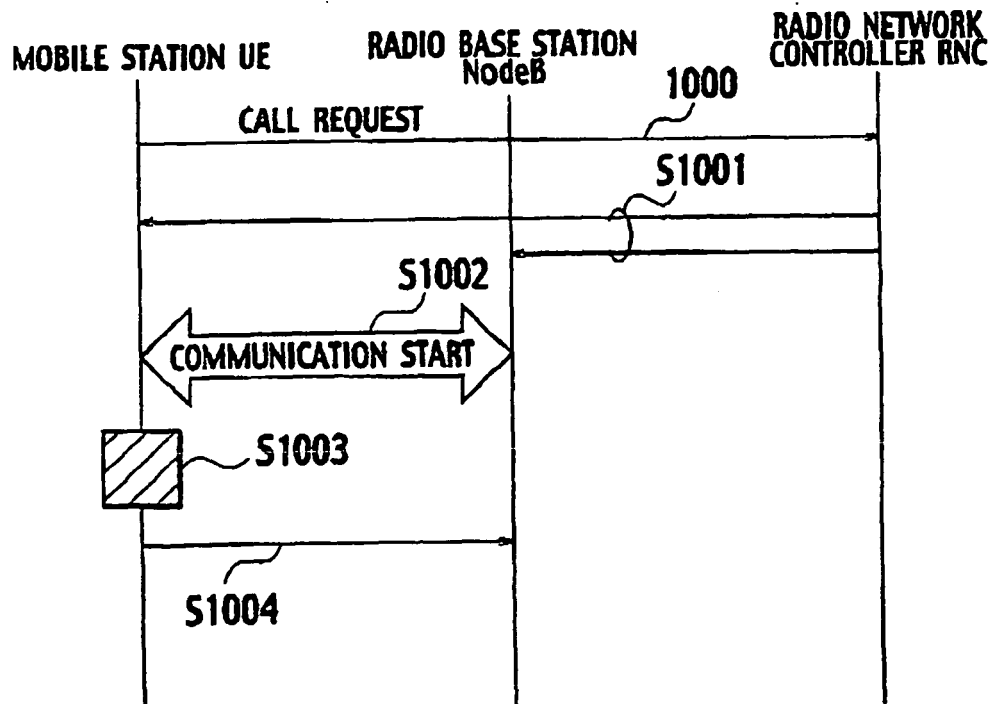 MOBILE STATION UE
RADIO BASE STATION
NodeB
RADIO NETWORK
CONTROLLER RNC
CALL REQUEST
1000
S1001
S1002
COMMUNICATION START
S1003
S1004